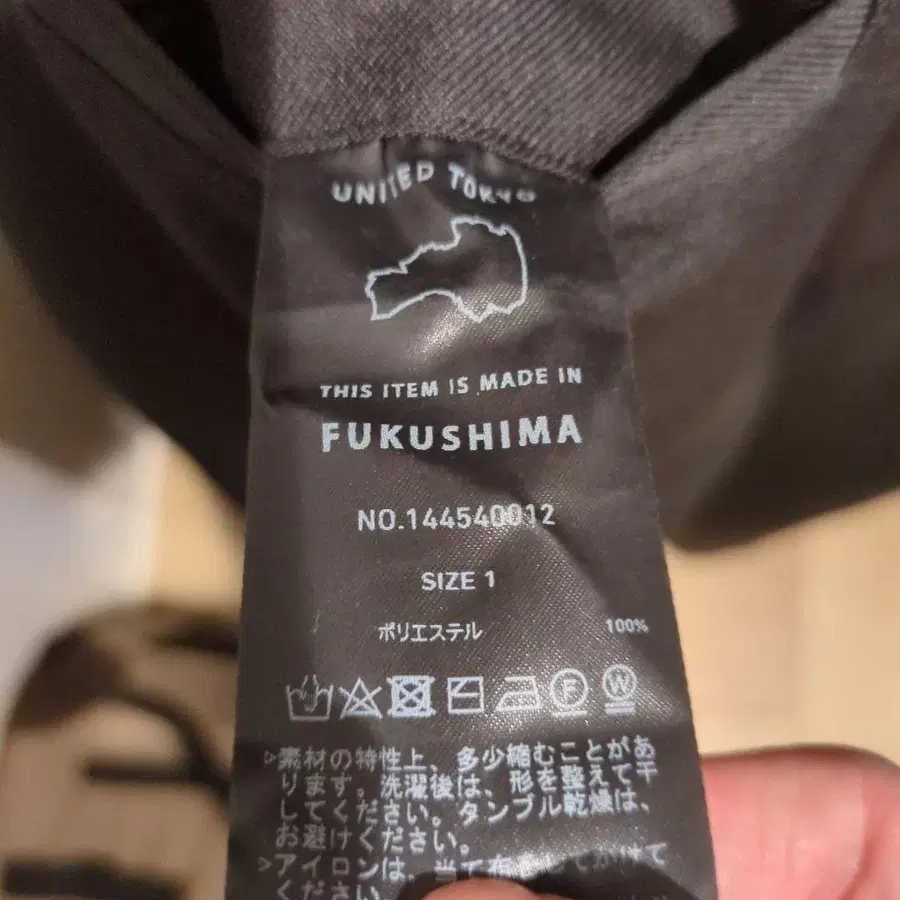 UNITED TOKYO
THIS ITEM IS MADE IN
FUKUSHIMA
NO.144540012
SIZE 1
ポリエステル 100%
F W
▷素材の特性上、多少縮むことがあ
ります。洗濯後は、形を整えて干
してください。タンブル乾燥は、
お避けください。
▷アイロンは、当て布をしてかけて
ください